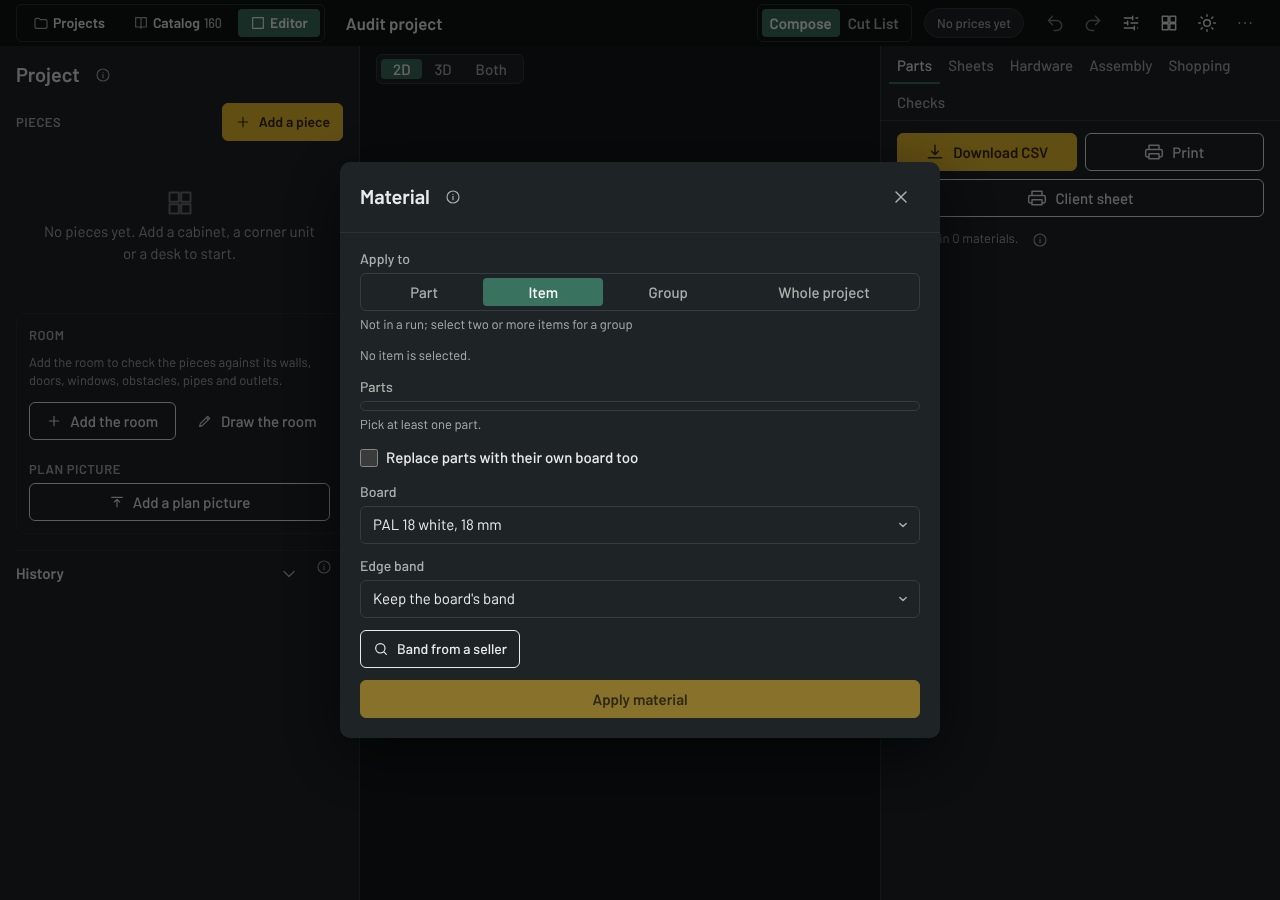 Projects
Catalog 160
Editor
Audit project
Compose
Cut List
No prices yet
Project
PIECES
Add a piece
No pieces yet. Add a cabinet, a corner unit
or a desk to start.
ROOM
Add the room to check the pieces against its walls,
doors, windows, obstacles, pipes and outlets.
Add the room
Draw the room
PLAN PICTURE
Add a plan picture
History
2D
3D
Both
Material
Apply to
Part
Item
Group
Whole project
Not in a run; select two or more items for a group
No item is selected.
Parts
Pick at least one part.
Replace parts with their own board too
Board
PAL 18 white, 18 mm
Edge band
Keep the board's band
Band from a seller
Apply material
Parts
Sheets
Hardware
Assembly
Shopping
Checks
Download CSV
Print
Client sheet
in 0 materials.